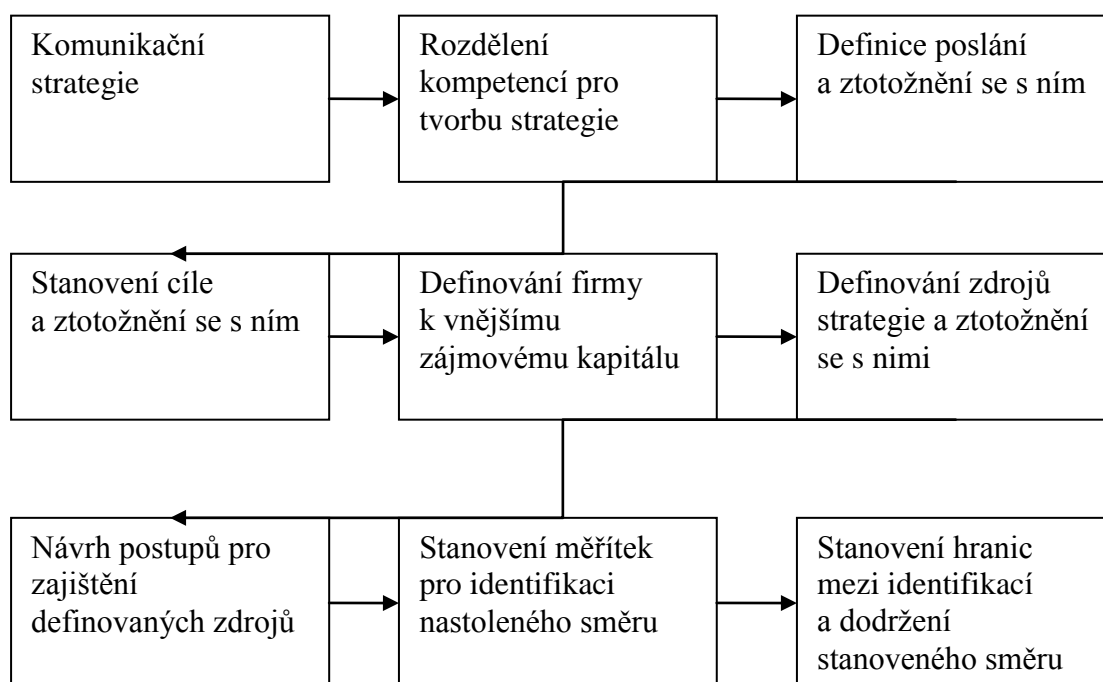 Komunikační
strategie
Rozdělení
kompetencí pro
tvorbu strategie
Definice poslání
a ztotožnění se s ním
Stanovení cíle
a ztotožnění se s ním
Definování firmy
k vnějšímu
zájmovému kapitálu
Definování zdrojů
strategie a ztotožnění
se s nimi
Návrh postupů pro
zajištění
definovaných zdrojů
Stanovení měřítek
pro identifikaci
nastoleného směru
Stanovení hranic
mezi identifikací
a dodržení
stanoveného směru